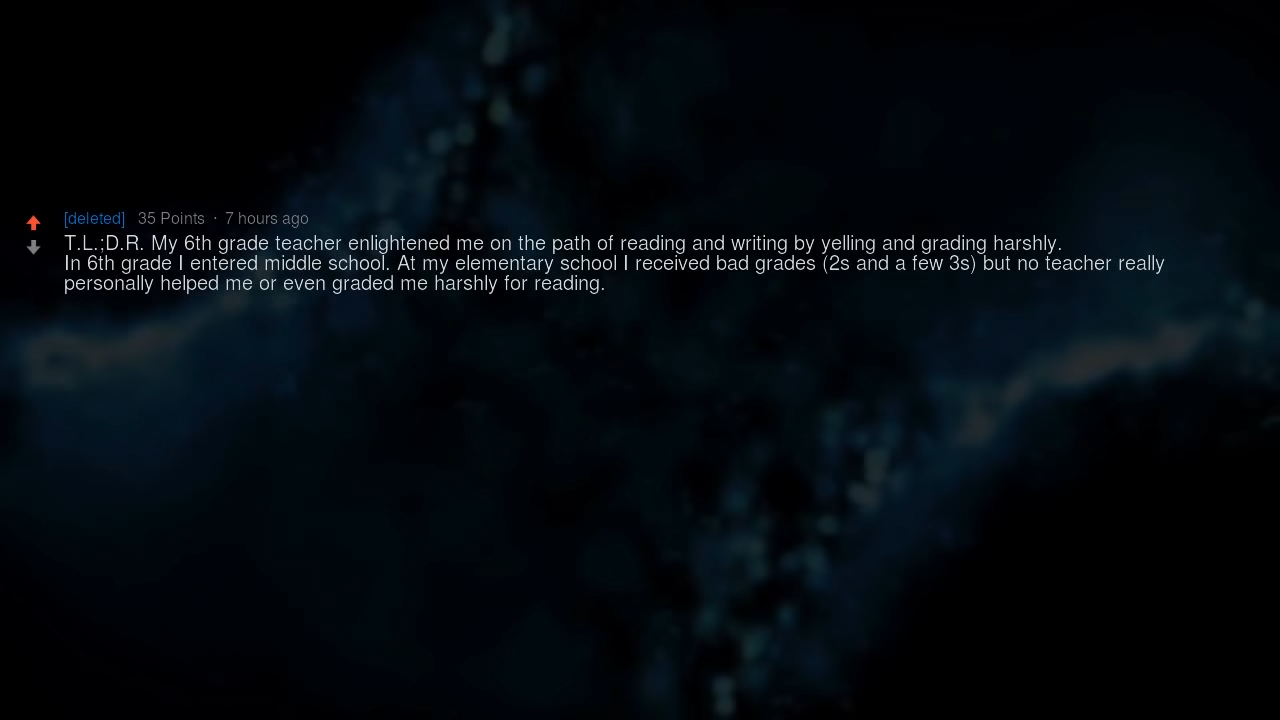 [deleted] 35 Points · 7 hours ago
T.L.;D.R. My 6th grade teacher enlightened me on the path of reading and writing by yelling and grading harshly.
In 6th grade I entered middle school. At my elementary school I received bad grades (2s and a few 3s) but no teacher really
personally helped me or even graded me harshly for reading.